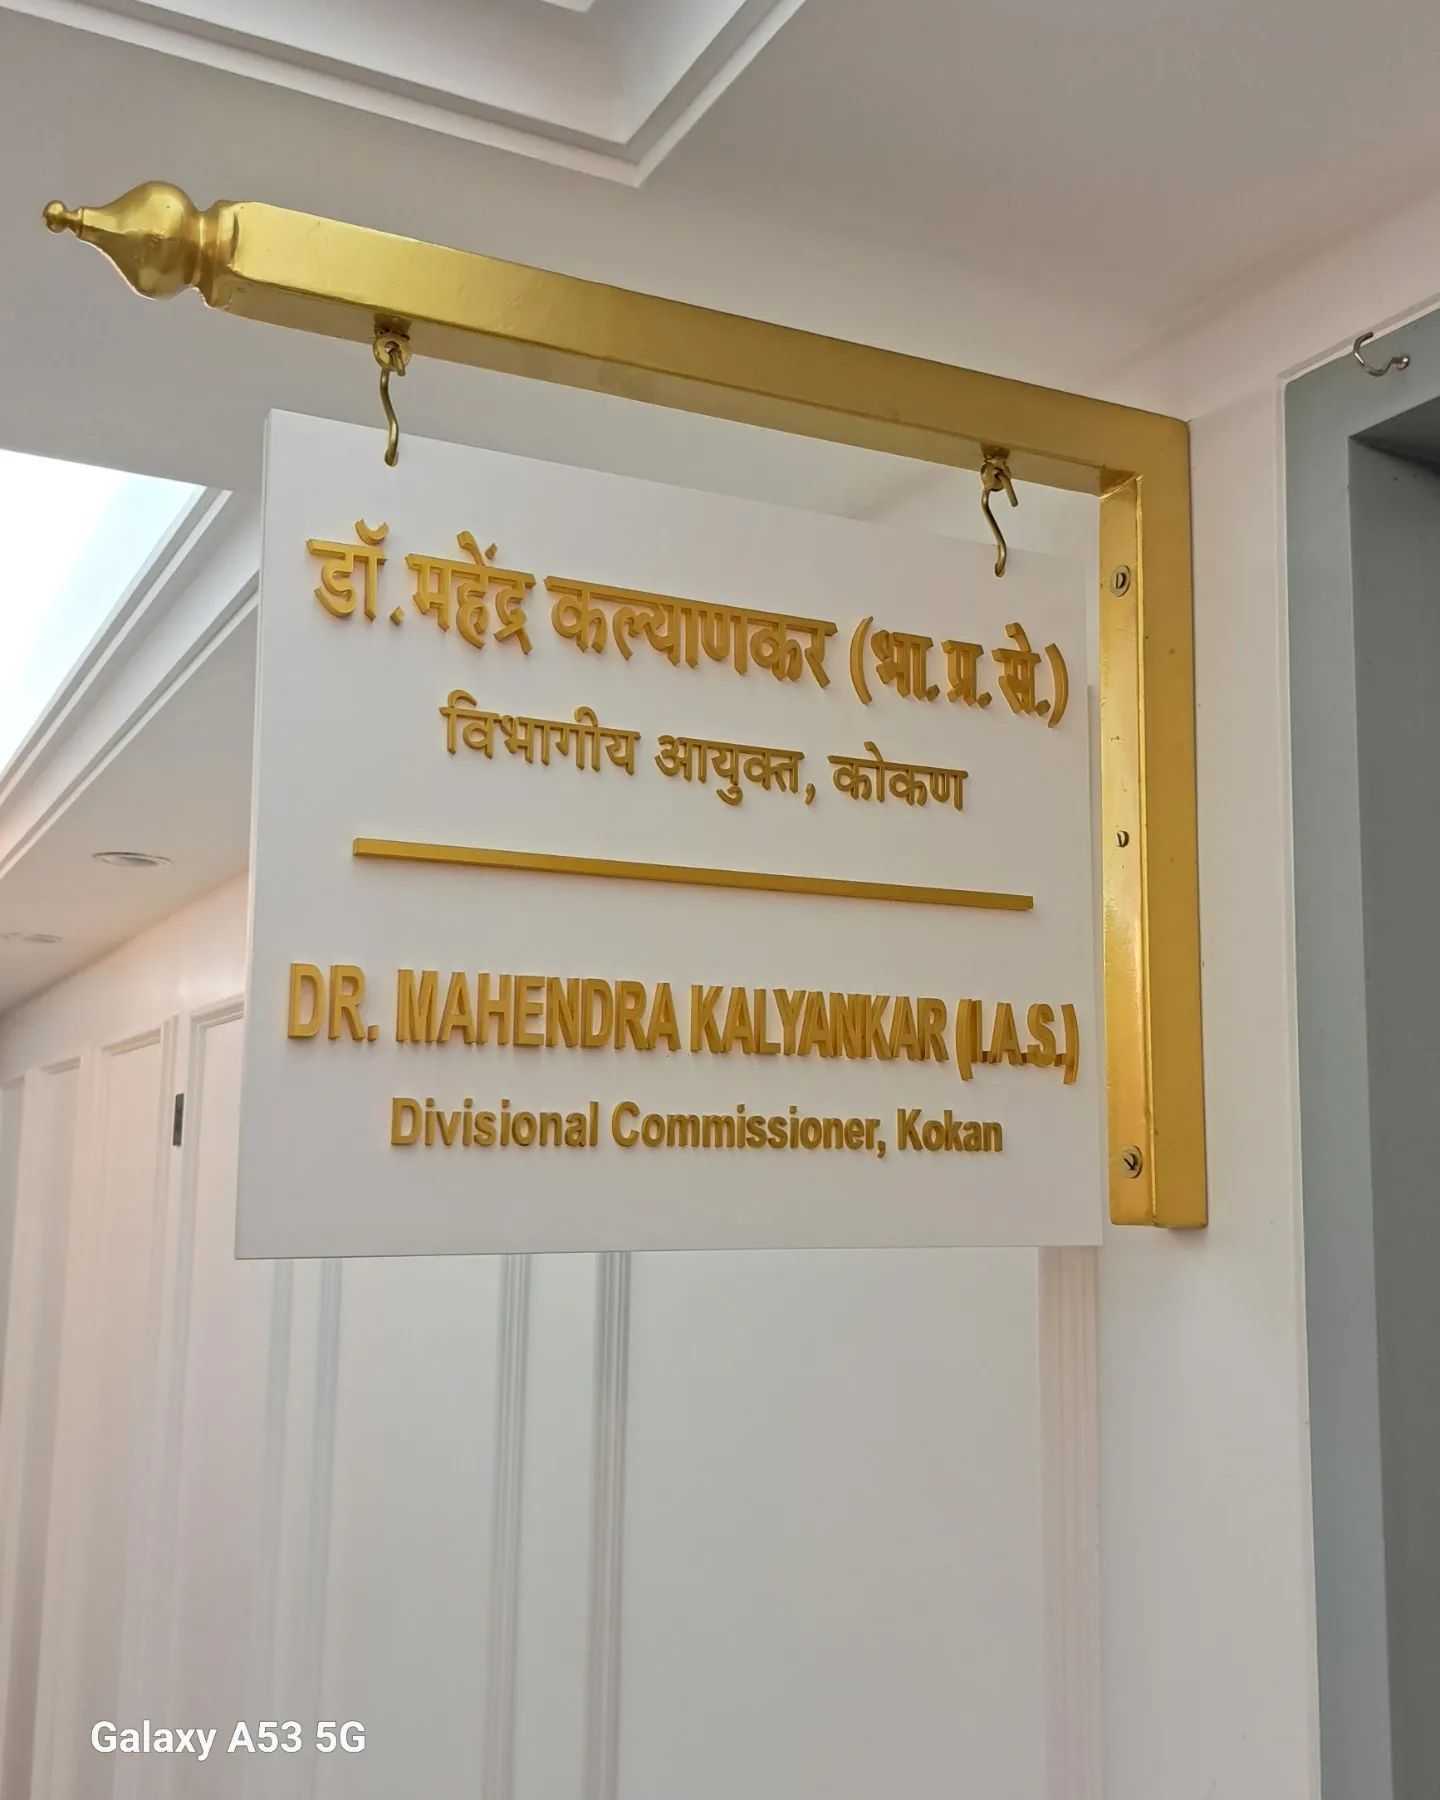 डॉ. महेंद्र कल्याणकर (भा. प्र. से.)
विभागीय आयुक्त, कोकण
DR. MAHENDRA KALYANKAR (I.A.S.)
Divisional Commissioner, Kokan
Galaxy A53 5G